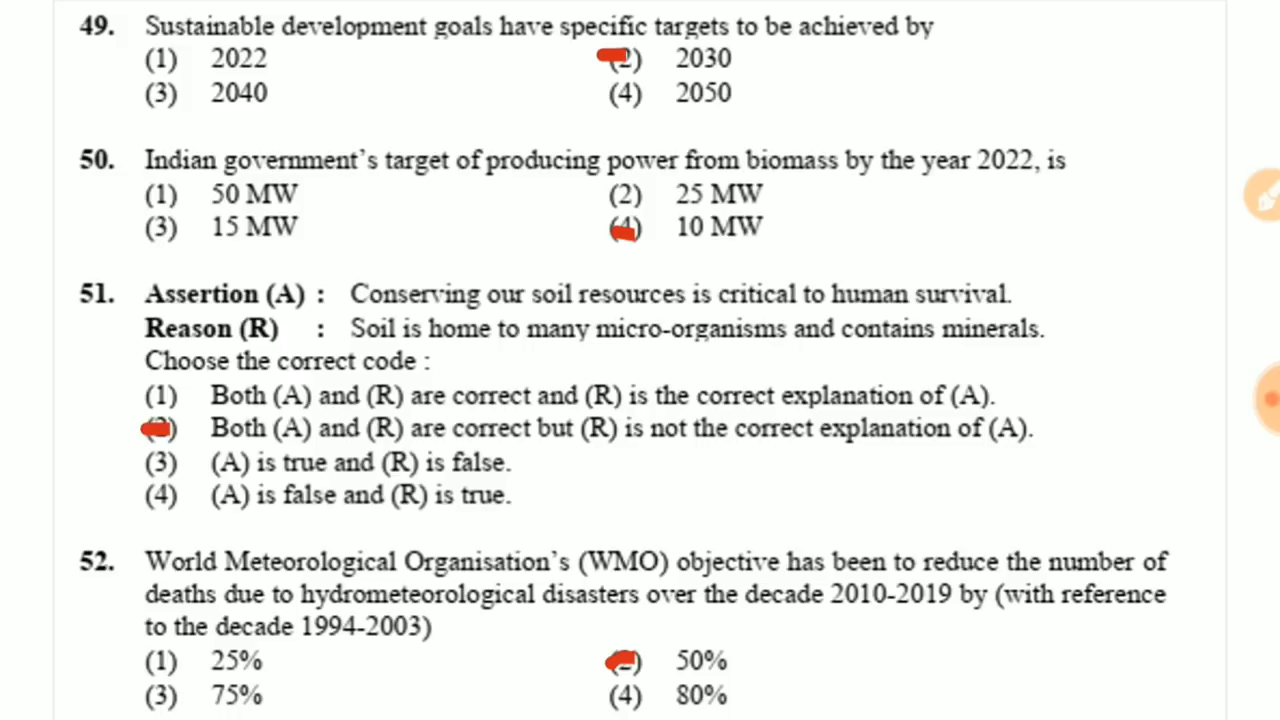 49. Sustainable development goals have specific targets to be achieved by
(1) 2022 (2) 2030
(3) 2040 (4) 2050
50. Indian government's target of producing power from biomass by the year 2022, is
(1) 50 MW (2) 25 MW
(3) 15 MW (4) 10 MW
51. Assertion (A) : Conserving our soil resources is critical to human survival.
Reason (R) : Soil is home to many micro-organisms and contains minerals.
Choose the correct code :
(1) Both (A) and (R) are correct and (R) is the correct explanation of (A).
(2) Both (A) and (R) are correct but (R) is not the correct explanation of (A).
(3) (A) is true and (R) is false.
(4) (A) is false and (R) is true.
52. World Meteorological Organisation's (WMO) objective has been to reduce the number of
deaths due to hydrometeorological disasters over the decade 2010-2019 by (with reference
to the decade 1994-2003)
(1) 25% (2) 50%
(3) 75% (4) 80%